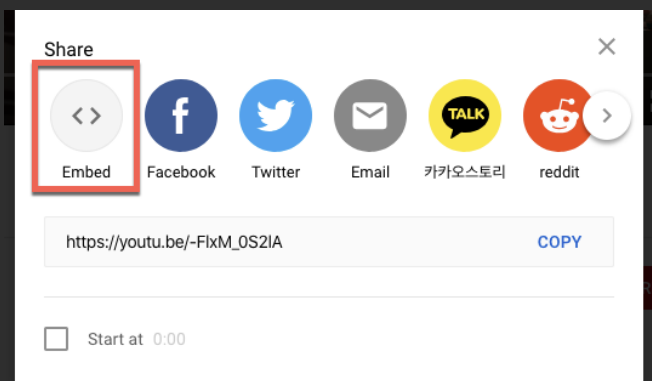 Share
TALK
Embed
Facebook
Twitter
Email
카카오스토리
reddit
https://youtu.be/-FlxM_0S2lA
COPY
Start at 0:00